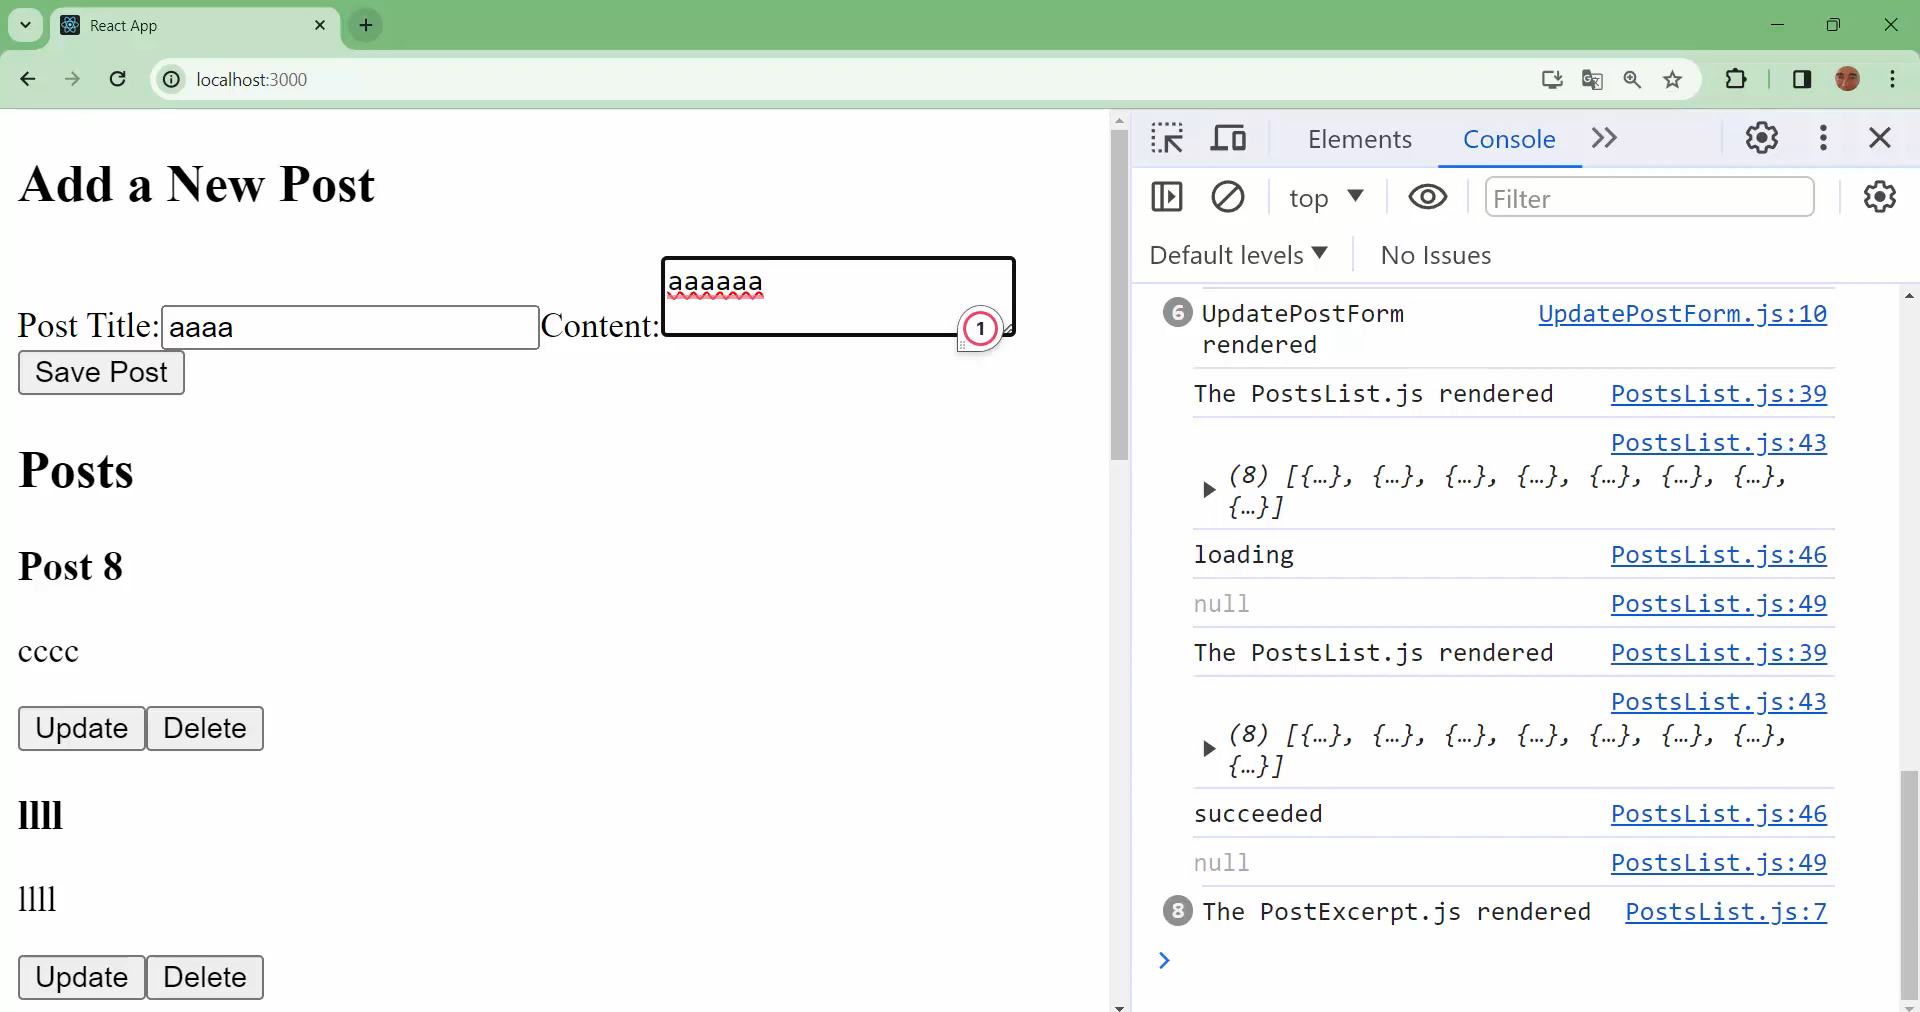 React App
localhost:3000
Add a New Post
Post Title: aaaa Content: aaaaaa
1
Save Post
Posts
Post 8
cccc
Update Delete
llll
llll
Update Delete
Elements Console
top Filter
Default levels No Issues
6 UpdatePostForm rendered UpdatePostForm.js:10
The PostsList.js rendered PostsList.js:39
PostsList.js:43
(8) [{…}, {…}, {…}, {…}, {…}, {…}, {…},
{…}]
loading PostsList.js:46
null PostsList.js:49
The PostsList.js rendered PostsList.js:39
PostsList.js:43
(8) [{…}, {…}, {…}, {…}, {…}, {…}, {…},
{…}]
succeeded PostsList.js:46
null PostsList.js:49
8 The PostExcerpt.js rendered PostsList.js:7